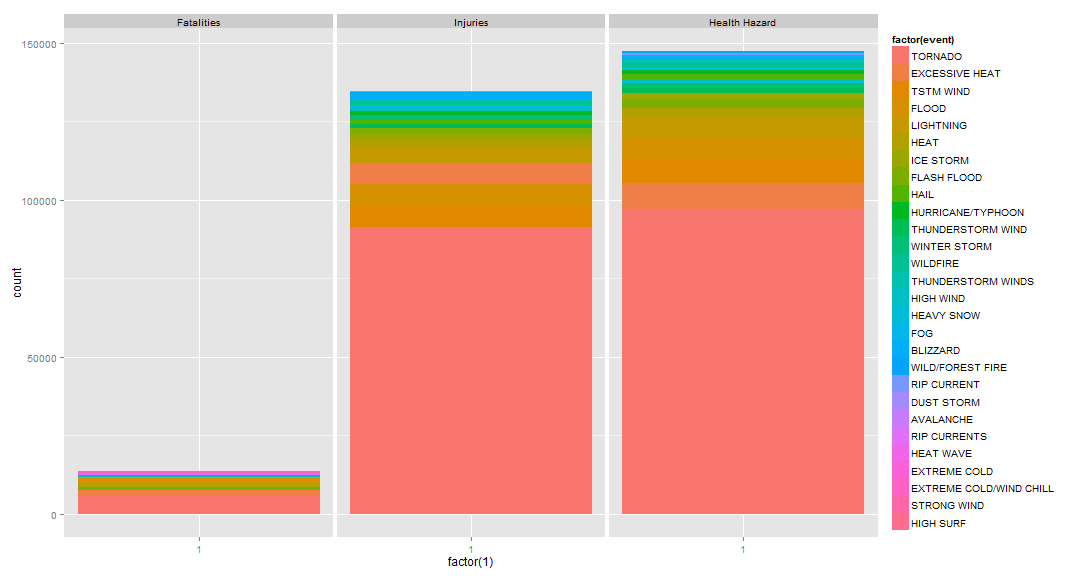 Fatalities
Injuries
Health Hazard
150000
100000
50000
0
count
1
1
1
factor(1)
factor(event)
TORNADO
EXCESSIVE HEAT
TSTM WIND
FLOOD
LIGHTNING
HEAT
ICE STORM
FLASH FLOOD
HAIL
HURRICANE/TYPHOON
THUNDERSTORM WIND
WINTER STORM
WILDFIRE
THUNDERSTORM WINDS
HIGH WIND
HEAVY SNOW
FOG
BLIZZARD
WILD/FOREST FIRE
RIP CURRENT
DUST STORM
AVALANCHE
RIP CURRENTS
HEAT WAVE
EXTREME COLD
EXTREME COLD/WIND CHILL
STRONG WIND
HIGH SURF